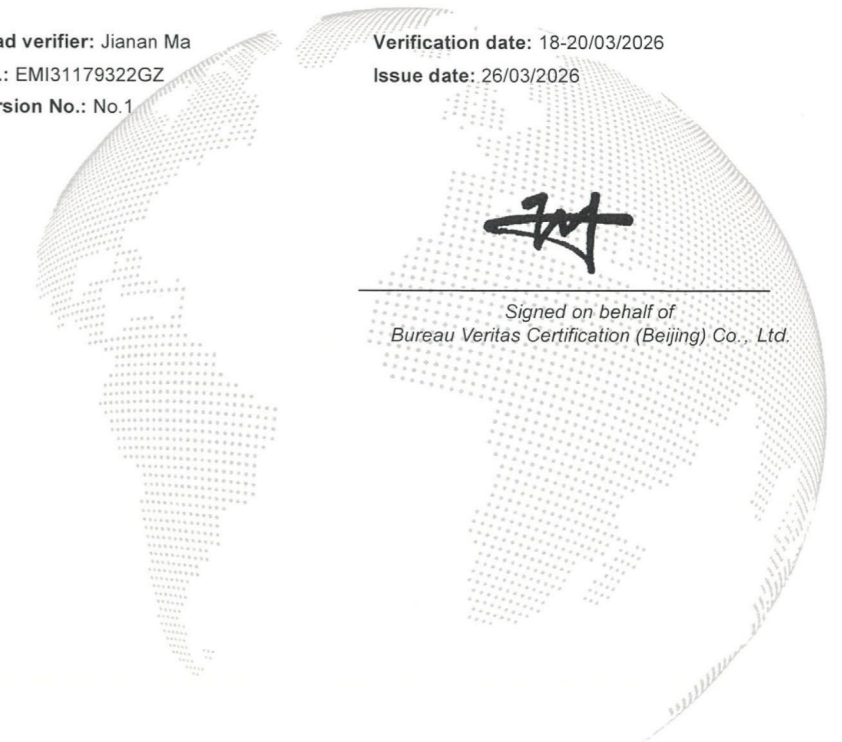 ad verifier: Jianan Ma
Verification date: 18-20/03/2026
.: EMI31179322GZ
Issue date: 26/03/2026
rsion No.: No.1
Signed on behalf of
Bureau Veritas Certification (Beijing) Co., Ltd.